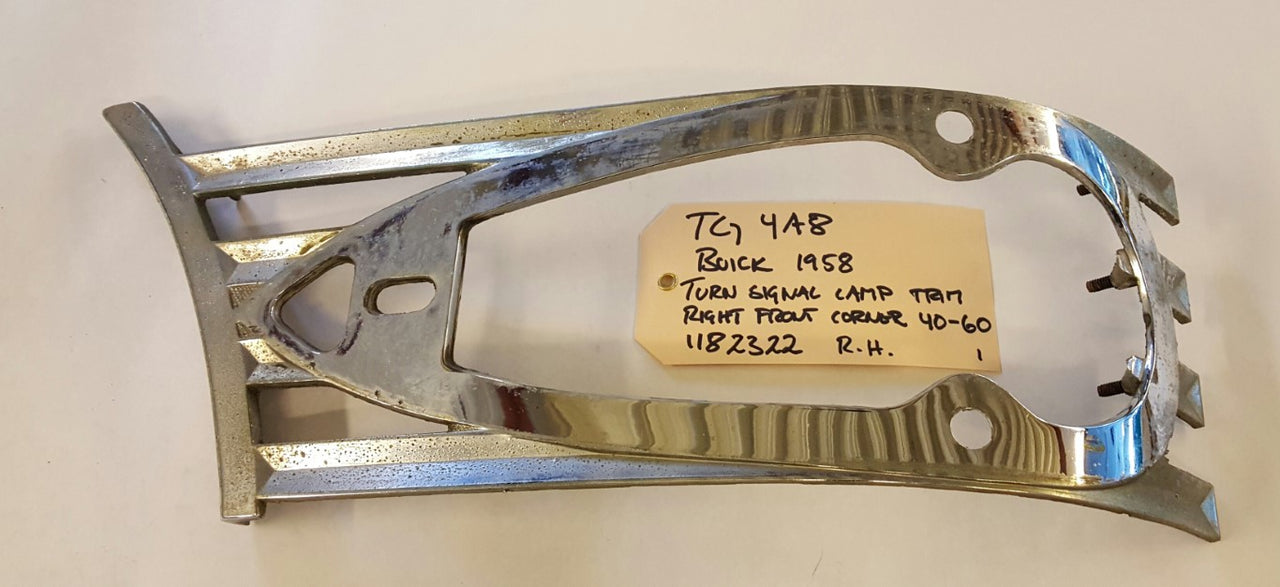 TG 4A8
BUICK 1958
TURN SIGNAL LAMP TRIM
RIGHT FRONT CORNER 40-60
1182322 R.H. 1